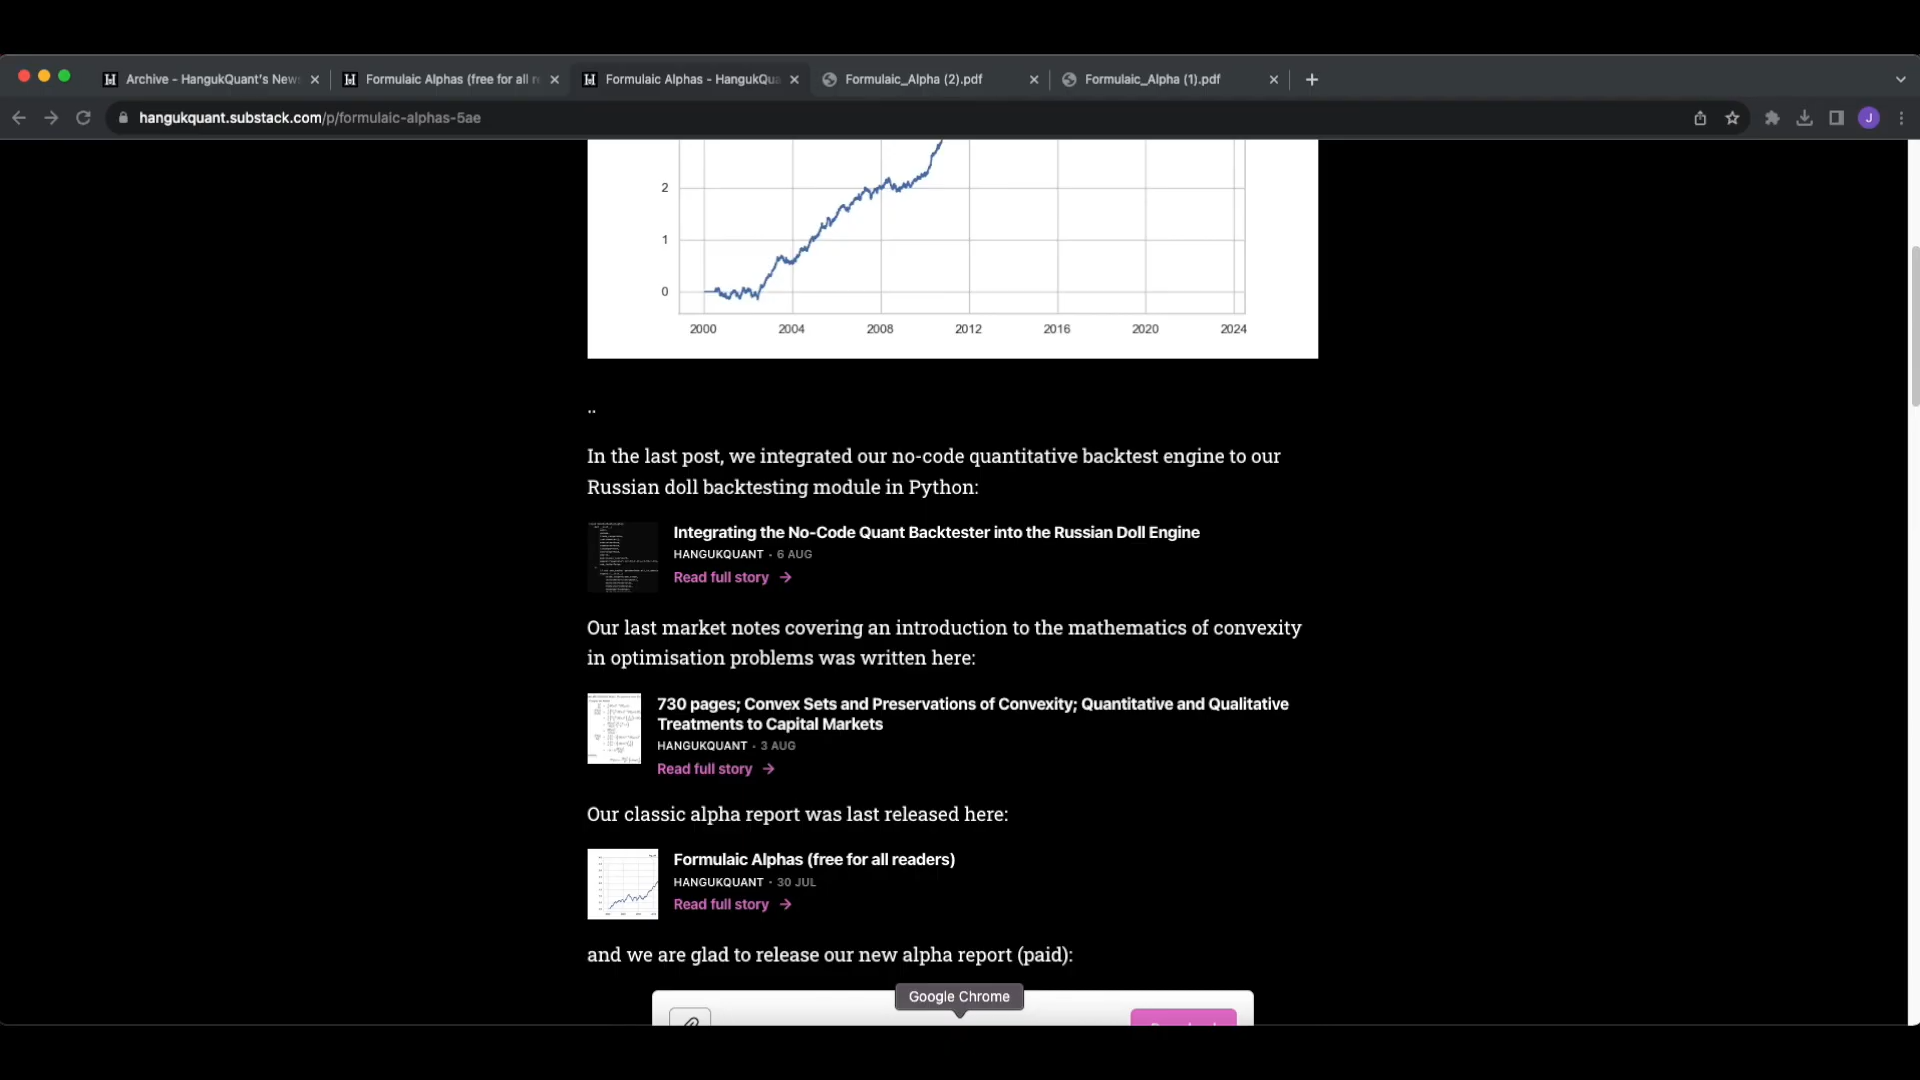 Archive - HangukQuant's News
Formulaic Alphas (free for all r
Formulaic Alphas - HangukQua
Formulaic_Alpha (2).pdf
Formulaic_Alpha (1).pdf
hangukquant.substack.com/p/formulaic-alphas-5ae
J
2
1
0
2000 2004 2008 2012 2016 2020 2024
..
In the last post, we integrated our no-code quantitative backtest engine to our
Russian doll backtesting module in Python:
Integrating the No-Code Quant Backtester into the Russian Doll Engine
HANGUKQUANT · 6 AUG
Read full story →
Our last market notes covering an introduction to the mathematics of convexity
in optimisation problems was written here:
730 pages; Convex Sets and Preservations of Convexity; Quantitative and Qualitative
Treatments to Capital Markets
HANGUKQUANT · 3 AUG
Read full story →
Our classic alpha report was last released here:
Formulaic Alphas (free for all readers)
HANGUKQUANT · 30 JUL
Read full story →
and we are glad to release our new alpha report (paid):
Google Chrome